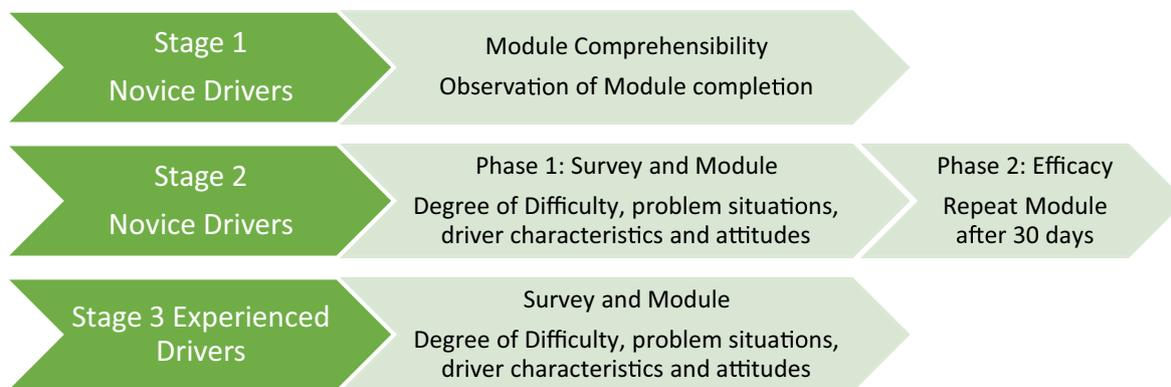 Stage 1
Novice Drivers
Module Comprehensibility
Observation of Module completion
Stage 2
Novice Drivers
Phase 1: Survey and Module
Degree of Difficulty, problem situations,
driver characteristics and attitudes
Phase 2: Efficacy
Repeat Module
after 30 days
Stage 3 Experienced
Drivers
Survey and Module
Degree of Difficulty, problem situations,
driver characteristics and attitudes